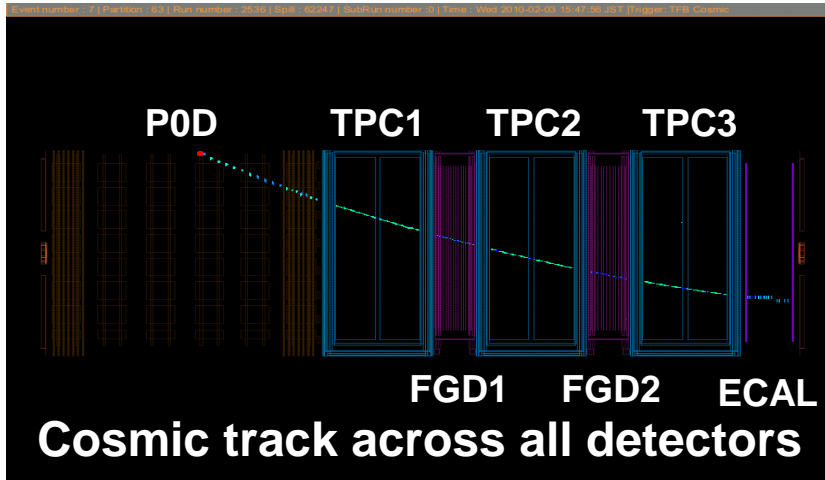 Event number : 7 | Partition : 63 | Run number : 2536 | Spill : 62247 | SubRun number :0 | Time : Wed 2010-02-03 15:47:56 JST |Trigger: TFB Cosmic
P0D TPC1 TPC2 TPC3
FGD1 FGD2 ECAL
Cosmic track across all detectors